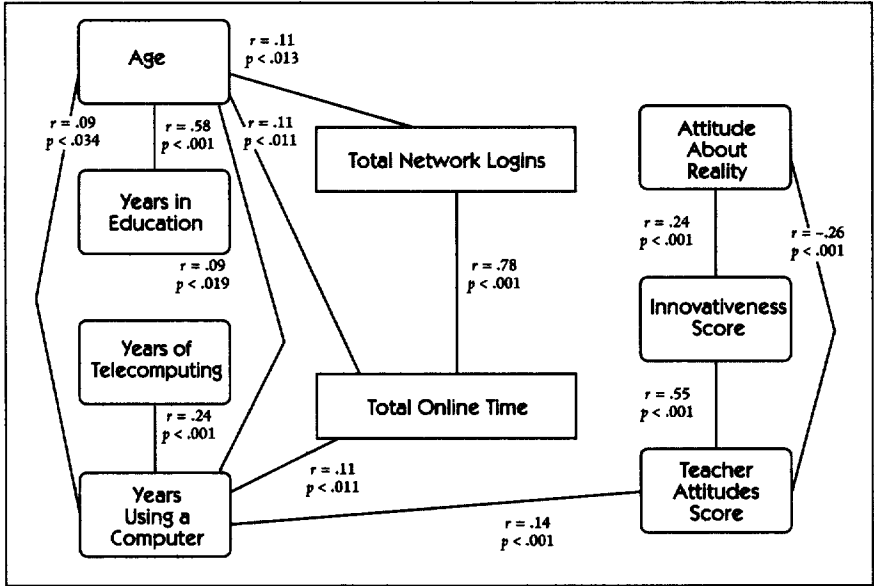 r = .11
p < .013
Age
r = .09
p < .034
r = .58
p < .001
r = .11
p < .011
Total Network Logins
Attitude
About
Reality
Years in
Education
r = .09
p < .019
r = .78
p < .001
r = .24
p < .001
r = –.26
p < .001
Innovativeness
Score
Years of
Telecomputing
Total Online Time
r = .24
p < .001
r = .55
p < .001
Years
Using a
Computer
r = .11
p < .011
Teacher
Attitudes
Score
r = .14
p < .001